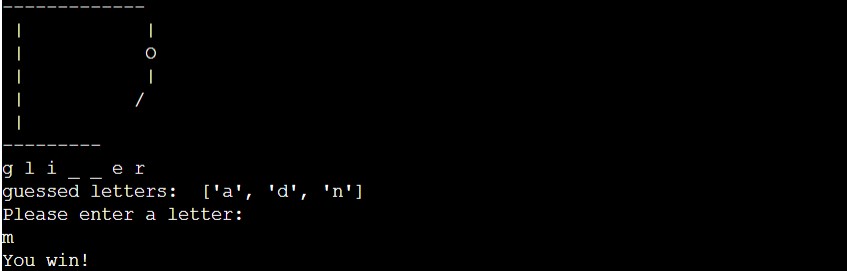 -------------
 |           |
 |           O
 |           |
 |          /
 |
---------
g l i _ _ e r
guessed letters:  ['a', 'd', 'n']
Please enter a letter:
m
You win!